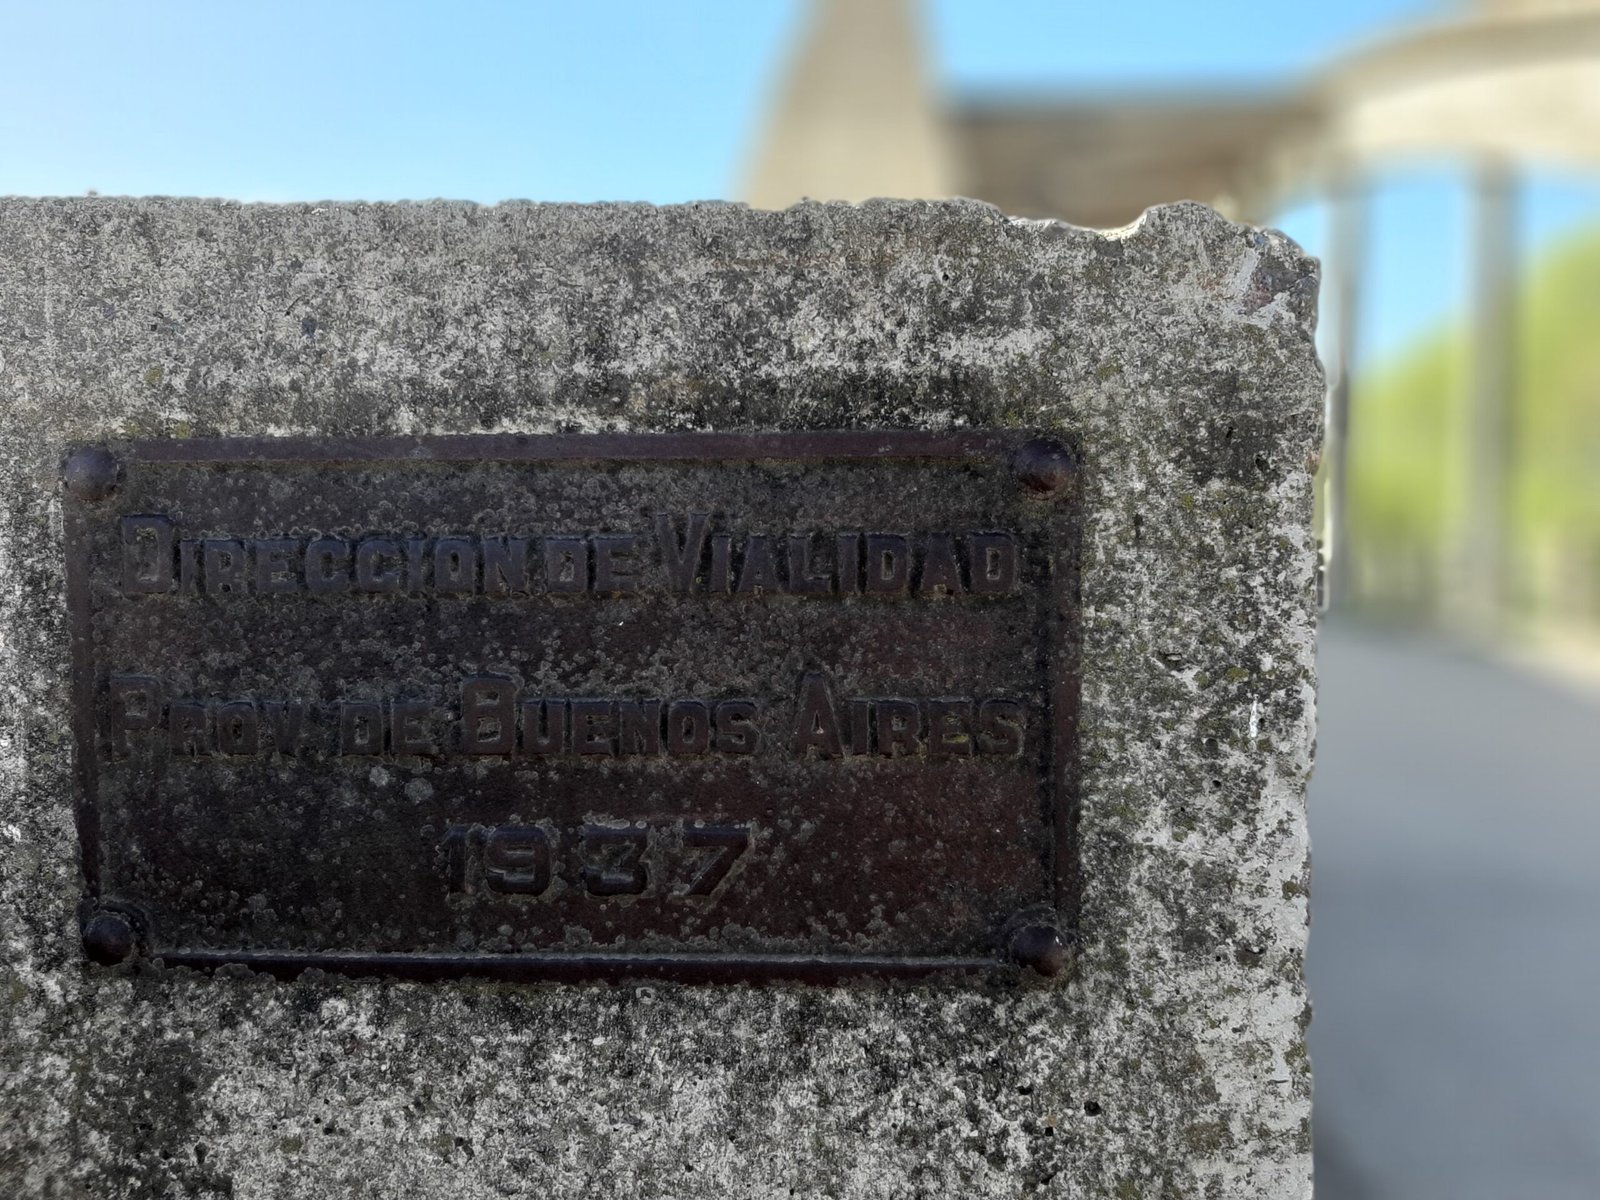 DIRECCION DE VIALIDAD
PROV. DE BUENOS AIRES
1937